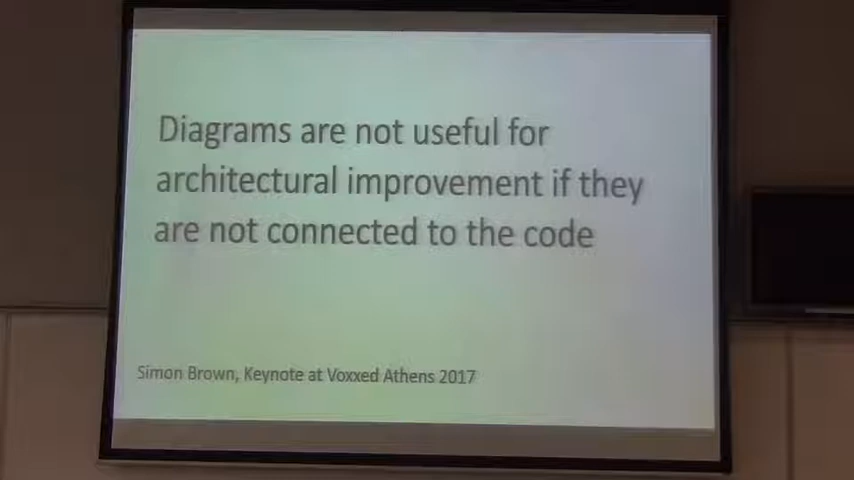 Diagrams are not useful for
architectural improvement if they
are not connected to the code
Simon Brown, Keynote at Voxxed Athens 2017